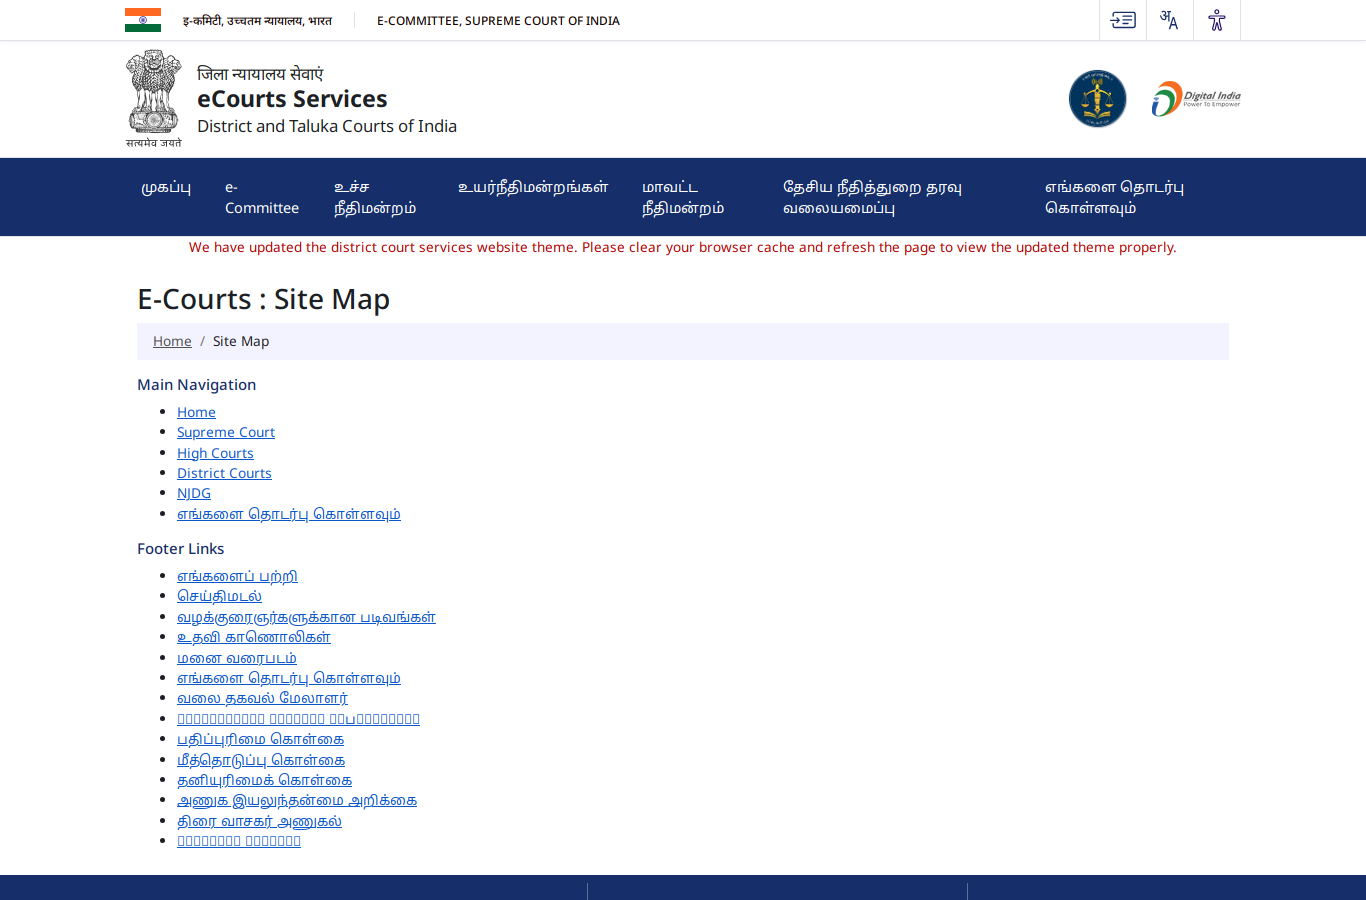 इ-कमिटी, उच्चतम न्यायालय, भारत
E-COMMITTEE, SUPREME COURT OF INDIA
अ
A
जिला न्यायालय सेवाएं
eCourts Services
District and Taluka Courts of India
सत्यमेव जयते
Digital India
Power To Empower
முகப்பு
e-Committee
உச்ச நீதிமன்றம்
உயர்நீதிமன்றங்கள்
மாவட்ட நீதிமன்றம்
தேசிய நீதித்துறை தரவு வலையமைப்பு
எங்களை தொடர்பு கொள்ளவும்
We have updated the district court services website theme. Please clear your browser cache and refresh the page to view the updated theme properly.
E-Courts : Site Map
Home / Site Map
Main Navigation
Home
Supreme Court
High Courts
District Courts
NJDG
எங்களை தொடர்பு கொள்ளவும்
Footer Links
எங்களைப் பற்றி
செய்திமடல்
வழக்குரைஞர்களுக்கான படிவங்கள்
உதவி காணொலிகள்
மனை வரைபடம்
எங்களை தொடர்பு கொள்ளவும்
வலை தகவல் மேலாளர்
பதிப்புரிமை கொள்கை
மீத்தொடுப்பு கொள்கை
தனியுரிமைக் கொள்கை
அணுக இயலுந்தன்மை அறிக்கை
திரை வாசகர் அணுகல்